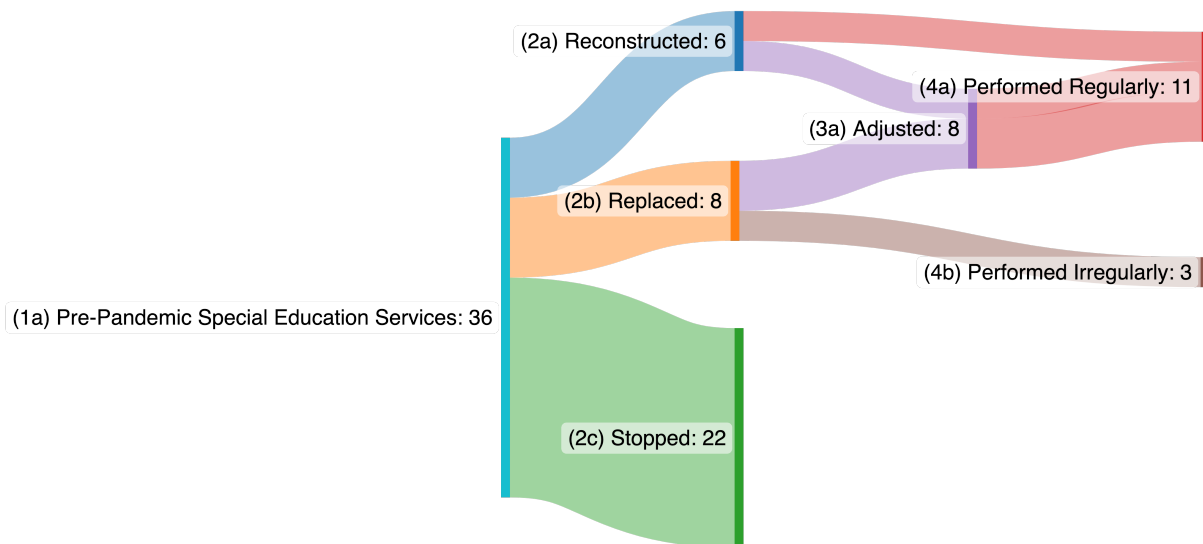 (2a) Reconstructed: 6
(4a) Performed Regularly: 11
(3a) Adjusted: 8
(2b) Replaced: 8
(4b) Performed Irregularly: 3
(1a) Pre-Pandemic Special Education Services: 36
(2c) Stopped: 22